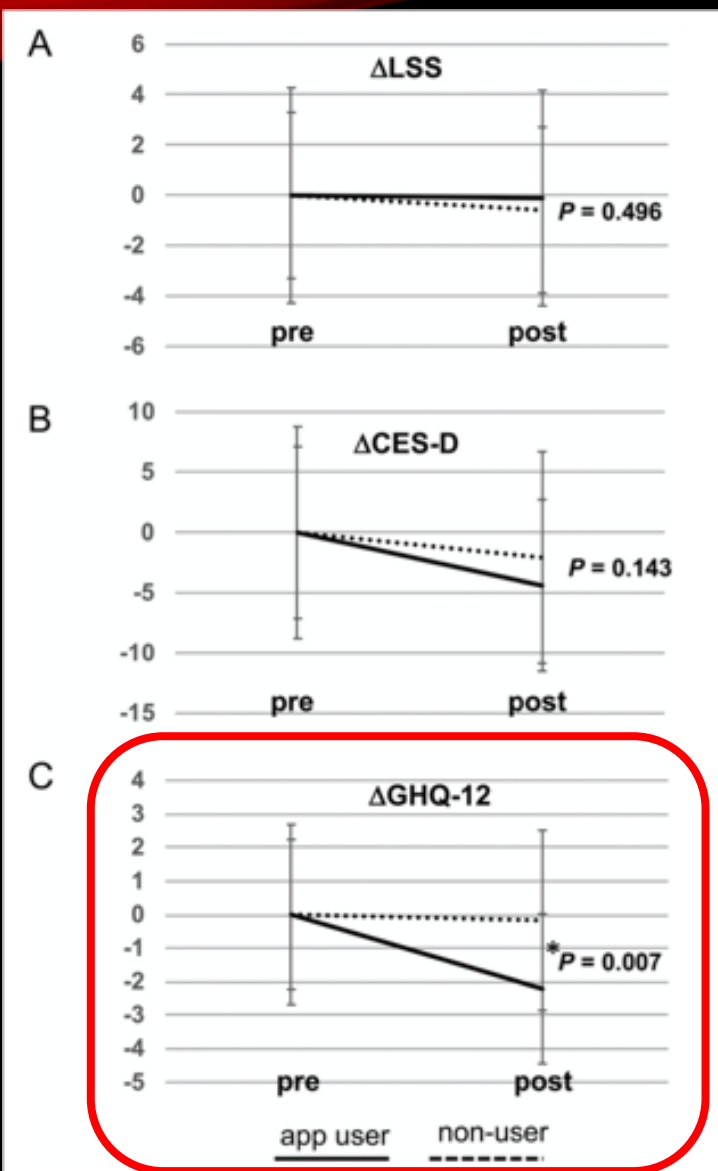 A
ΔLSS
6
4
2
0
-2
-4
-6
P = 0.496
pre post
B
ΔCES-D
10
5
0
-5
-10
-15
P = 0.143
pre post
C
ΔGHQ-12
4
3
2
1
0
-1
-2
-3
-4
-5
*P = 0.007
pre post
app user non-user